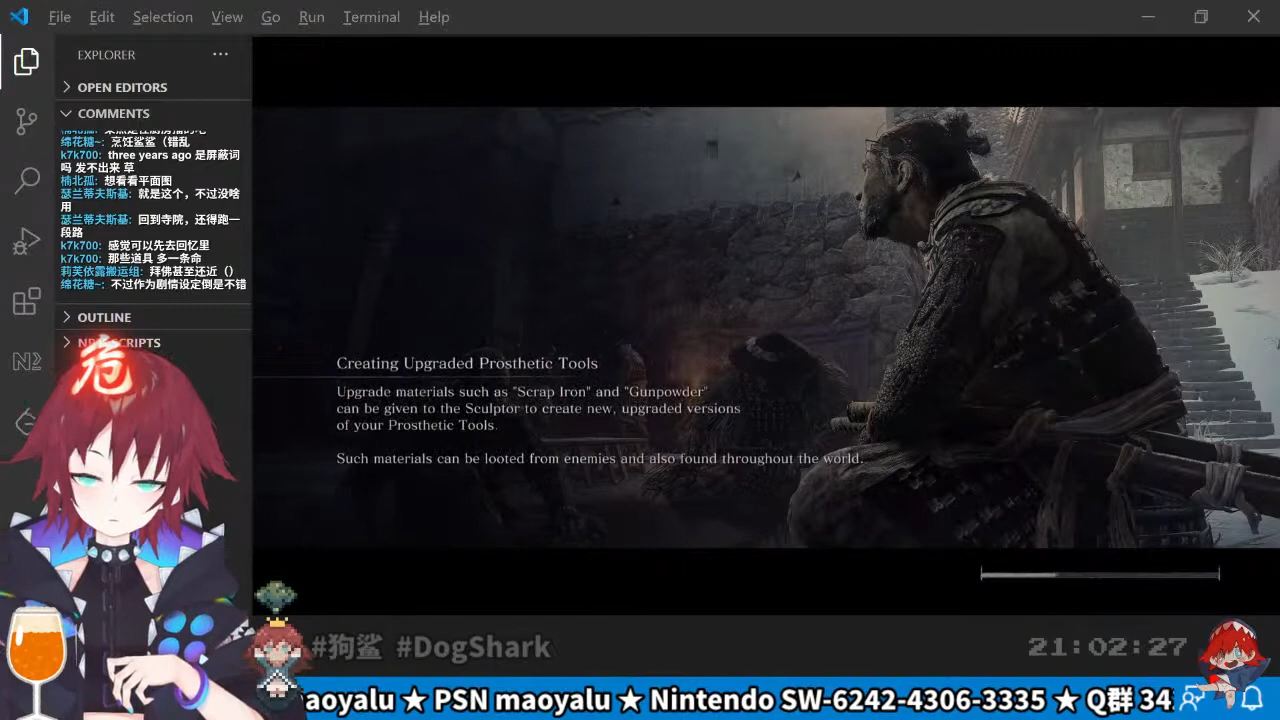 File Edit Selection View Go Run Terminal Help
EXPLORER
OPEN EDITORS
COMMENTS
绵花糖~: 烹饪鲨鲨（错乱
k7k700: three years ago 是屏蔽词
吗 发不出来 草
楠北孤: 想看看平面图
瑟兰蒂夫斯基: 就是这个，不过没啥
用
瑟兰蒂夫斯基: 回到寺院，还得跑一
段路
k7k700: 感觉可以先去回忆里
k7k700: 那些道具 多一条命
莉芙依露搬运组: 拜佛甚至还近（）
绵花糖~: 不过作为剧情设定倒是不错
OUTLINE
SCRIPTS
危
Creating Upgraded Prosthetic Tools
Upgrade materials such as "Scrap Iron" and "Gunpowder"
can be given to the Sculptor to create new, upgraded versions
of your Prosthetic Tools.
Such materials can be looted from enemies and also found throughout the world.
#狗鲨 #DogShark
21:02:27
aoyalu ★ PSN maoyalu ★ Nintendo SW-6242-4306-3335 ★ Q群 34